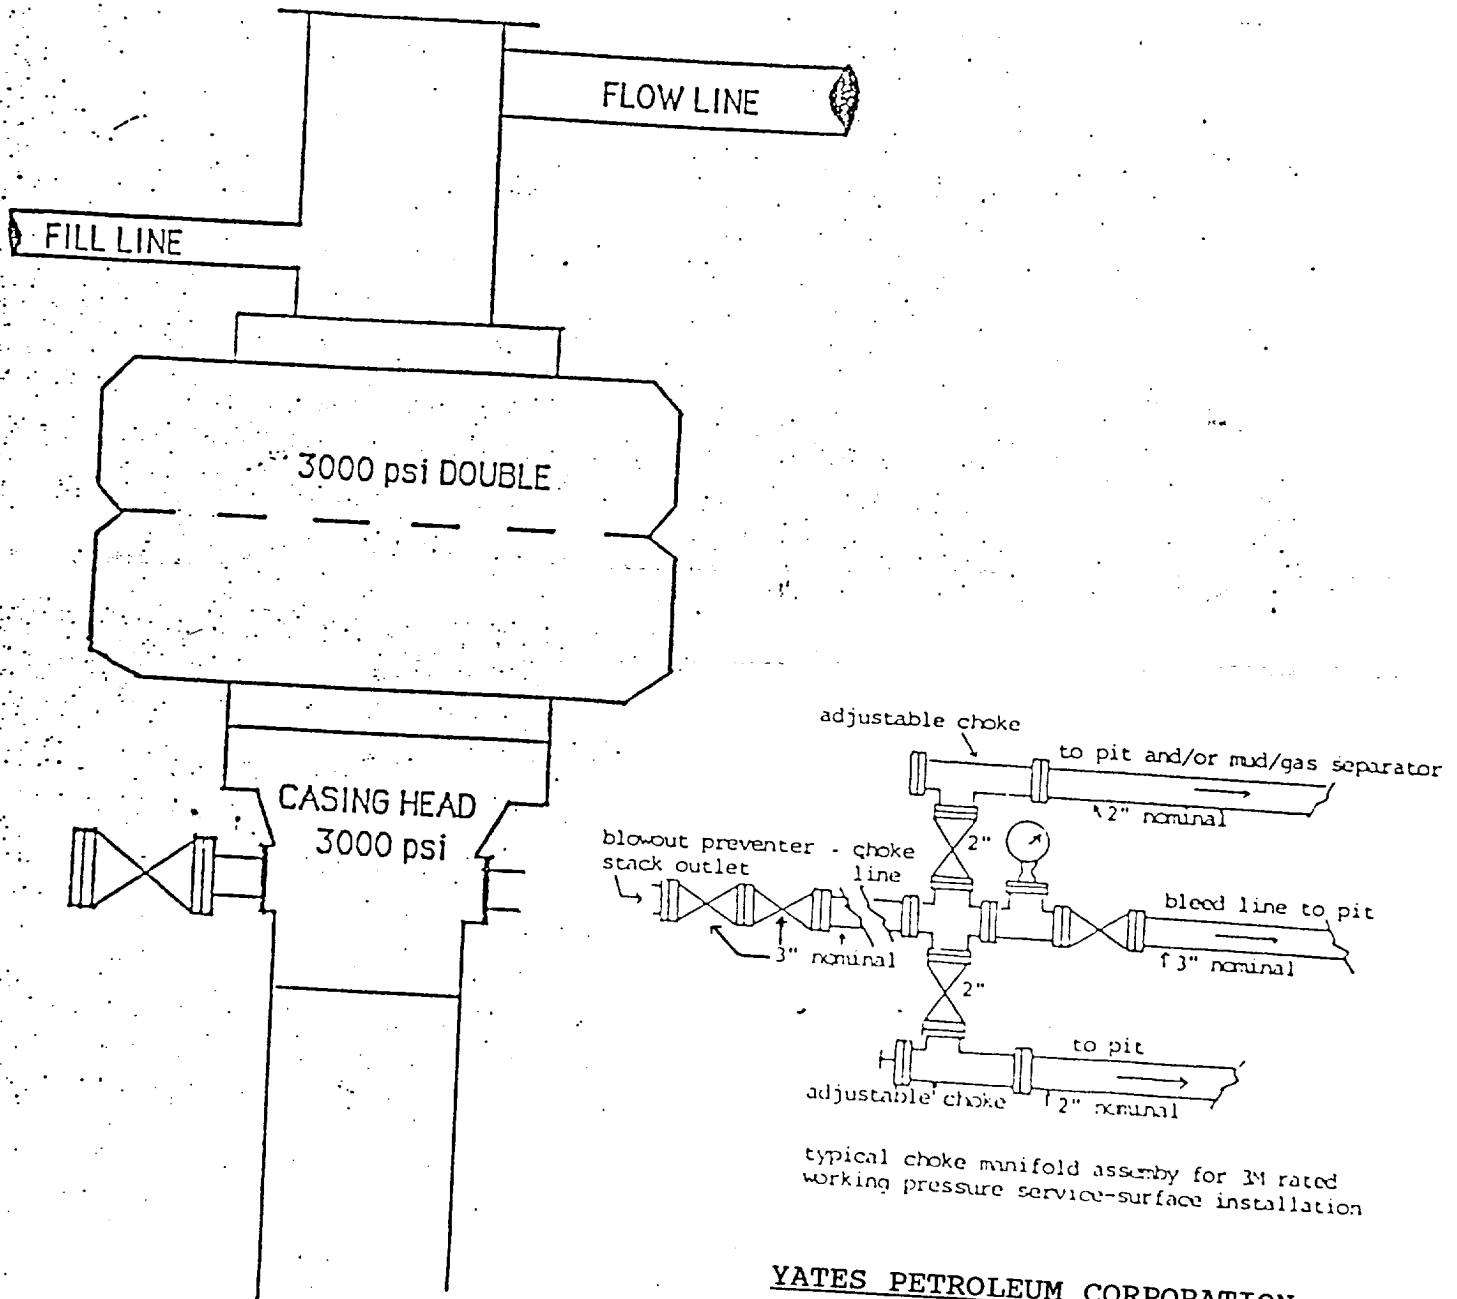 FLOW LINE
FILL LINE
3000 psi DOUBLE
CASING HEAD
3000 psi
adjustable choke
to pit and/or mud/gas separator
2" nominal
2"
blowout preventer - choke
stack outlet
line
bleed line to pit
3" nominal
3" nominal
2"
to pit
adjustable choke
2" nominal
typical choke manifold assemby for 3M rated
working pressure service-surface installation
YATES PETROLEUM CORPORATION